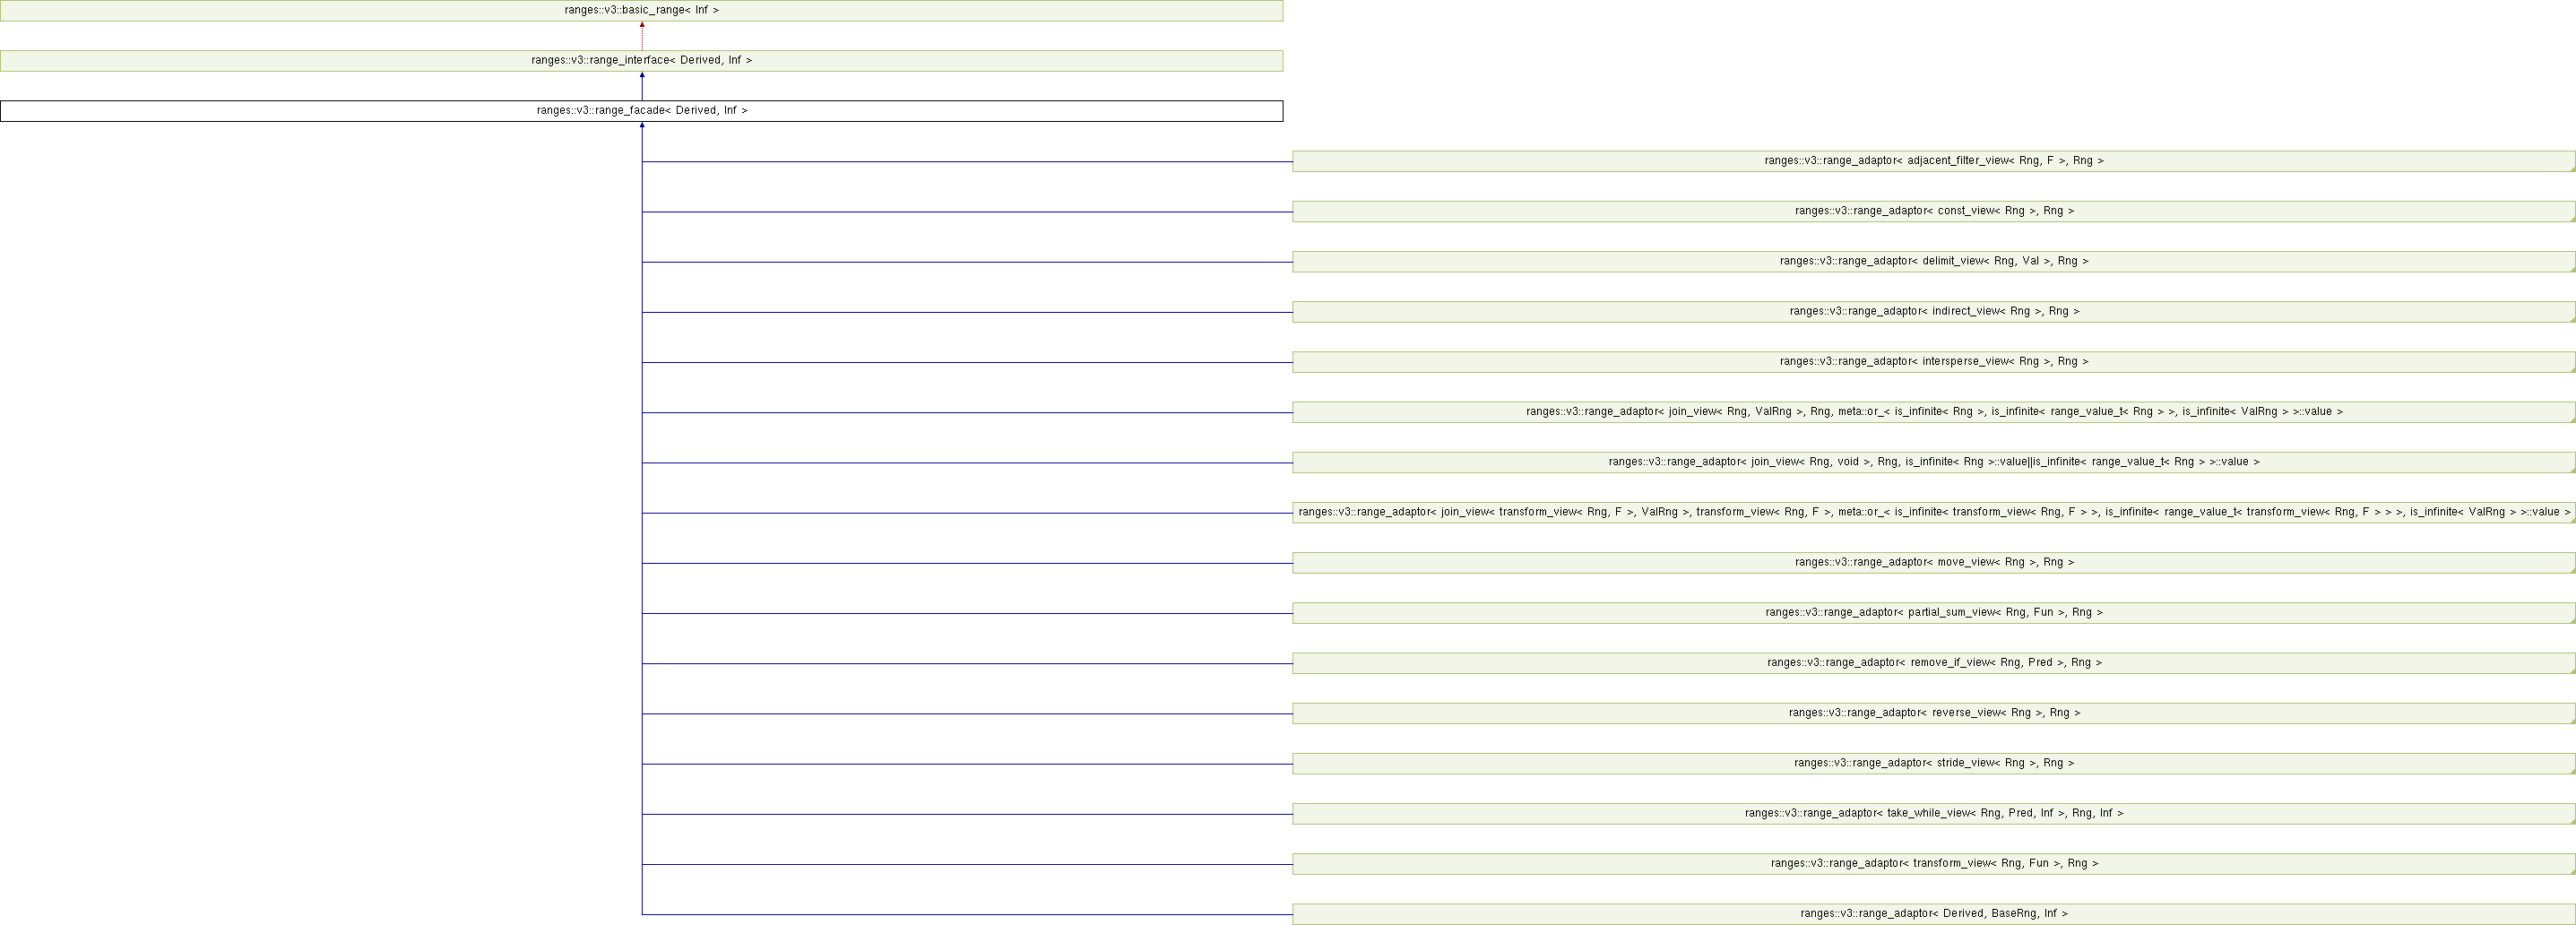 ranges::v3::basic_range< Inf >
ranges::v3::range_interface< Derived, Inf >
ranges::v3::range_facade< Derived, Inf >
ranges::v3::range_adaptor< adjacent_filter_view< Rng, F >, Rng >
ranges::v3::range_adaptor< const_view< Rng >, Rng >
ranges::v3::range_adaptor< delimit_view< Rng, Val >, Rng >
ranges::v3::range_adaptor< indirect_view< Rng >, Rng >
ranges::v3::range_adaptor< intersperse_view< Rng >, Rng >
ranges::v3::range_adaptor< join_view< Rng, ValRng >, Rng, meta::or_< is_infinite< Rng >, is_infinite< range_value_t< Rng > >, is_infinite< ValRng > >::value >
ranges::v3::range_adaptor< join_view< Rng, void >, Rng, is_infinite< Rng >::value||is_infinite< range_value_t< Rng > >::value >
ranges::v3::range_adaptor< join_view< transform_view< Rng, F >, ValRng >, transform_view< Rng, F >, meta::or_< is_infinite< transform_view< Rng, F > >, is_infinite< range_value_t< transform_view< Rng, F > > >, is_infinite< ValRng > >::value >
ranges::v3::range_adaptor< move_view< Rng >, Rng >
ranges::v3::range_adaptor< partial_sum_view< Rng, Fun >, Rng >
ranges::v3::range_adaptor< remove_if_view< Rng, Pred >, Rng >
ranges::v3::range_adaptor< reverse_view< Rng >, Rng >
ranges::v3::range_adaptor< stride_view< Rng >, Rng >
ranges::v3::range_adaptor< take_while_view< Rng, Pred, Inf >, Rng, Inf >
ranges::v3::range_adaptor< transform_view< Rng, Fun >, Rng >
ranges::v3::range_adaptor< Derived, BaseRng, Inf >